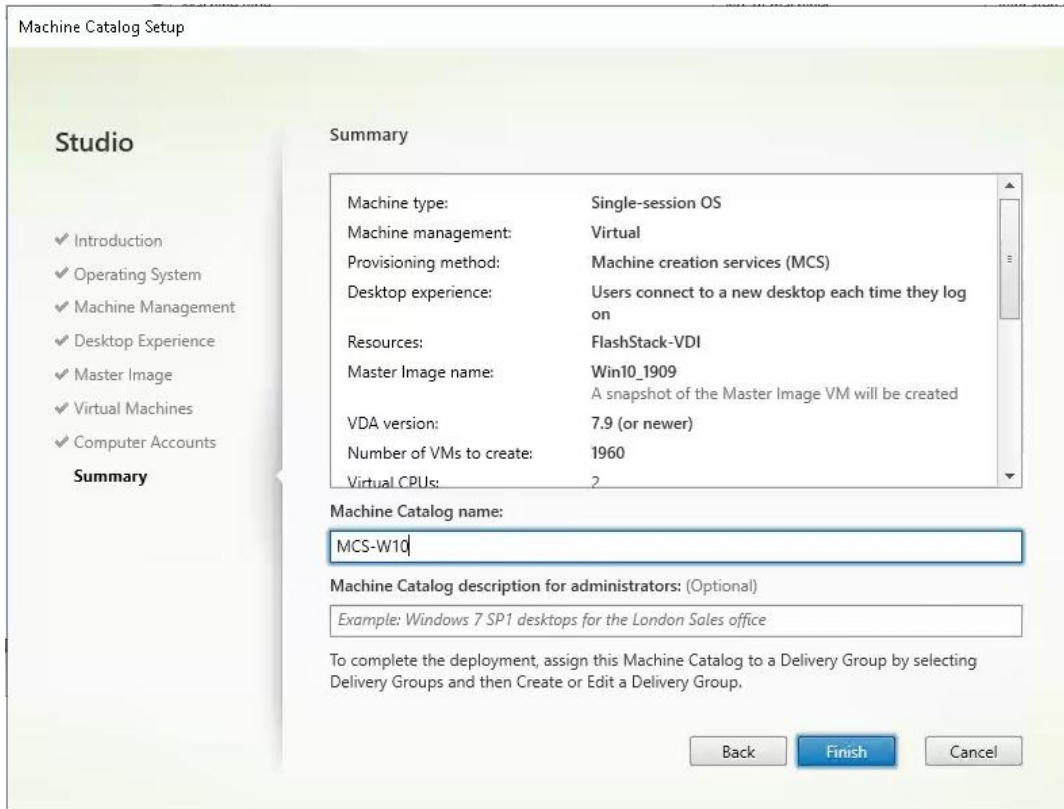 Machine Catalog Setup
Studio
Introduction
Operating System
Machine Management
Desktop Experience
Master Image
Virtual Machines
Computer Accounts
Summary
Summary
Machine type: Single-session OS
Machine management: Virtual
Provisioning method: Machine creation services (MCS)
Desktop experience: Users connect to a new desktop each time they log
on
Resources: FlashStack-VDI
Master Image name: Win10_1909
A snapshot of the Master Image VM will be created
VDA version: 7.9 (or newer)
Number of VMs to create: 1960
Virtual CPUs: 2
Machine Catalog name:
MCS-W10
Machine Catalog description for administrators: (Optional)
Example: Windows 7 SP1 desktops for the London Sales office
To complete the deployment, assign this Machine Catalog to a Delivery Group by selecting
Delivery Groups and then Create or Edit a Delivery Group.
Back Finish Cancel